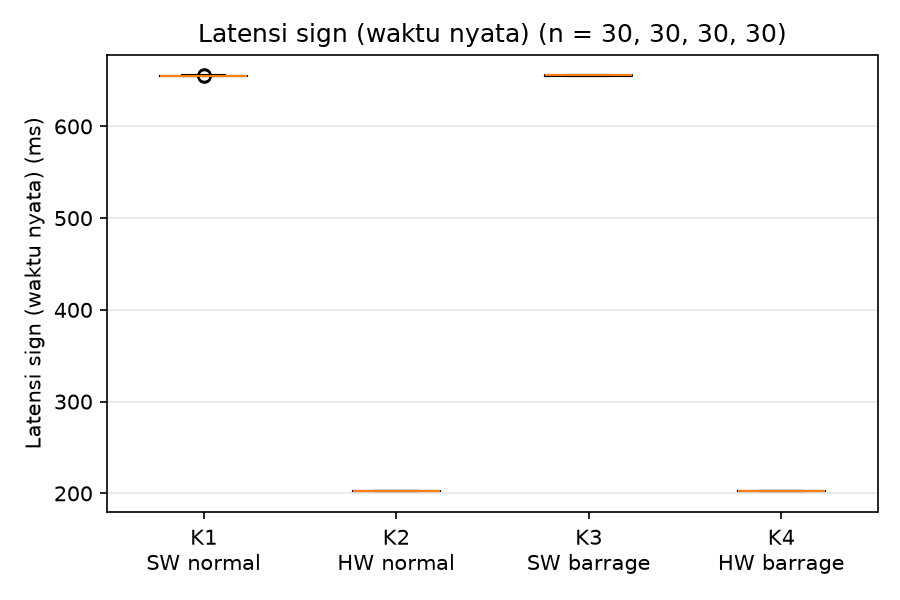 Latensi sign (waktu nyata) (n = 30, 30, 30, 30)
Latensi sign (waktu nyata) (ms)
600
500
400
300
200
K1
SW normal
K2
HW normal
K3
SW barrage
K4
HW barrage